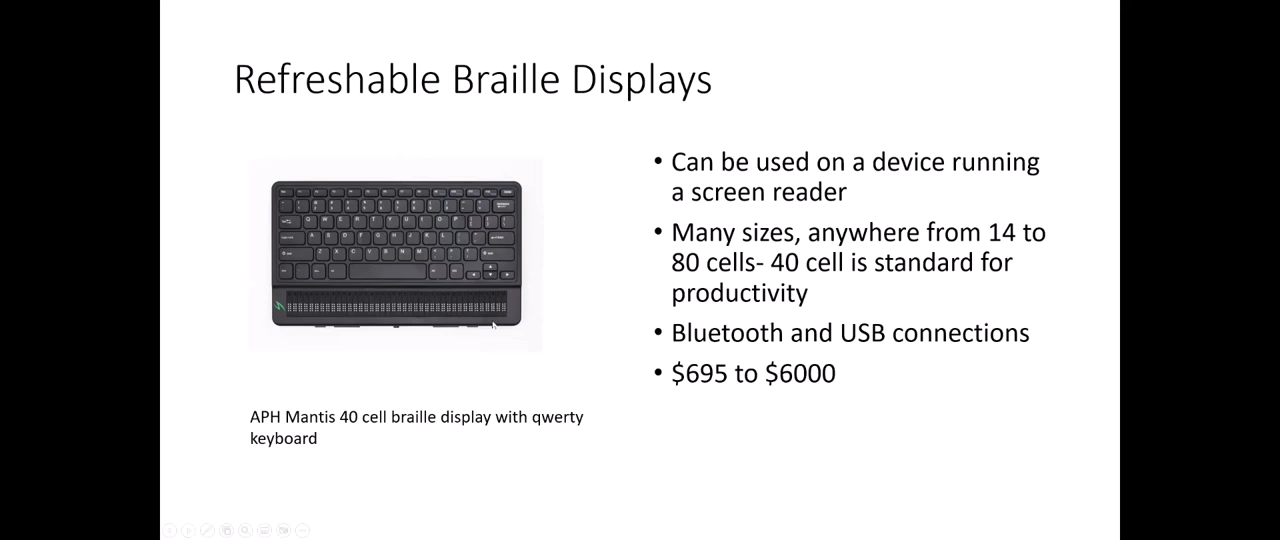 Refreshable Braille Displays
• Can be used on a device running
a screen reader
• Many sizes, anywhere from 14 to
80 cells- 40 cell is standard for
productivity
• Bluetooth and USB connections
• $695 to $6000
APH Mantis 40 cell braille display with qwerty
keyboard